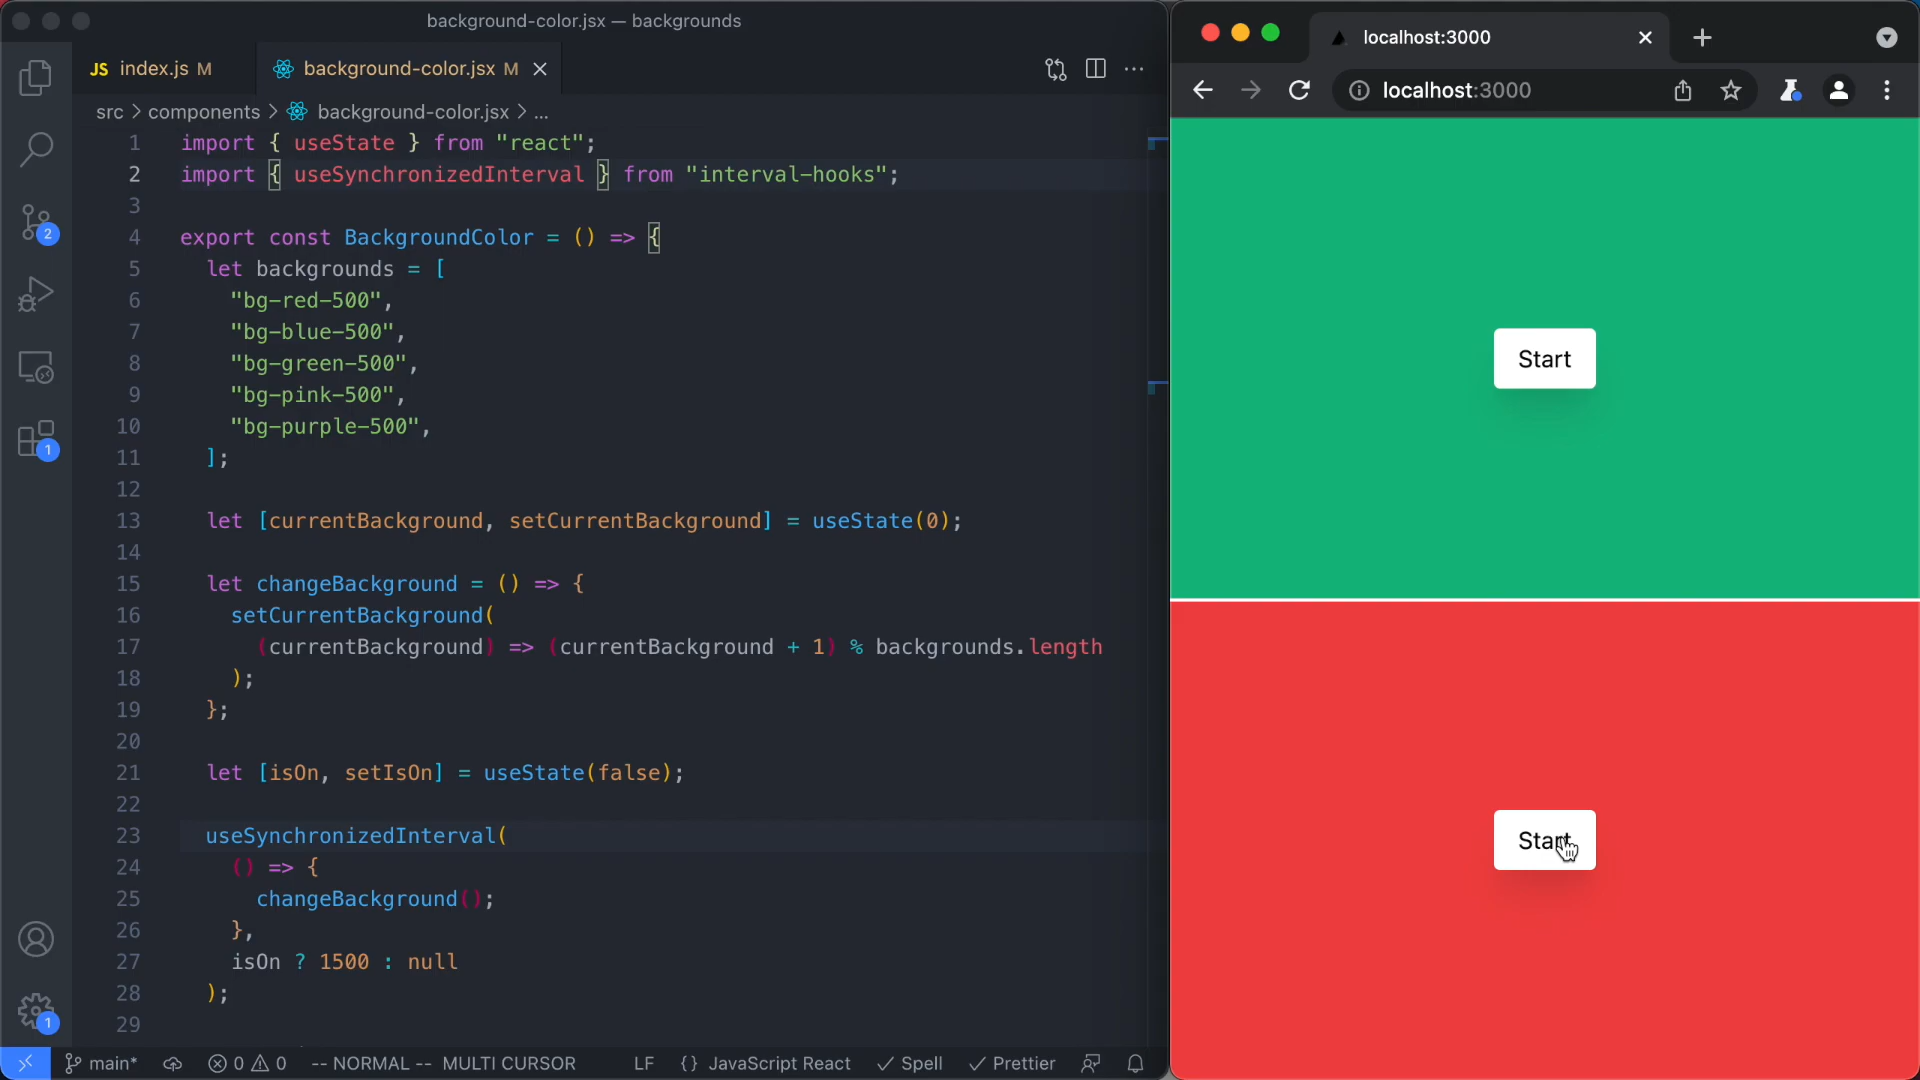 background-color.jsx — backgrounds
JS index.js M
background-color.jsx M
src > components > background-color.jsx > ...
1 import { useState } from "react";
2 import { useSynchronizedInterval } from "interval-hooks";
3
4 export const BackgroundColor = () => {
5 let backgrounds = [
6 "bg-red-500",
7 "bg-blue-500",
8 "bg-green-500",
9 "bg-pink-500",
10 "bg-purple-500",
11 ];
12
13 let [currentBackground, setCurrentBackground] = useState(0);
14
15 let changeBackground = () => {
16 setCurrentBackground(
17 (currentBackground) => (currentBackground + 1) % backgrounds.length
18 );
19 };
20
21 let [isOn, setIsOn] = useState(false);
22
23 useSynchronizedInterval(
24 () => {
25 changeBackground();
26 },
27 isOn ? 1500 : null
28 );
29
2
1
1
main* 0 0 -- NORMAL -- MULTI CURSOR LF {} JavaScript React Spell Prettier
localhost:3000
localhost:3000
Start
Start